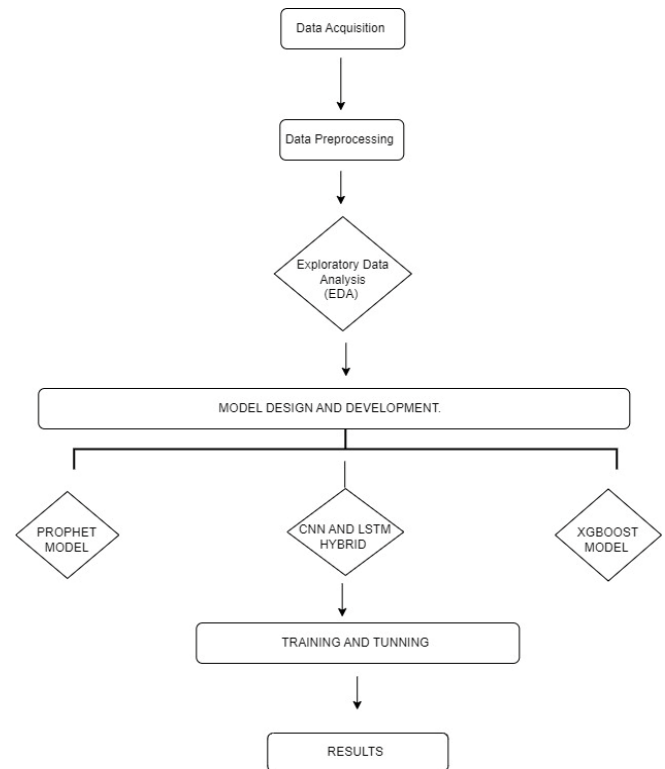 Data Acquisition
Data Preprocessing
Exploratory Data
Analysis
(EDA)
MODEL DESIGN AND DEVELOPMENT.
PROPHET
MODEL
CNN AND LSTM
HYBRID
XGBOOST
MODEL
TRAINING AND TUNNING
RESULTS